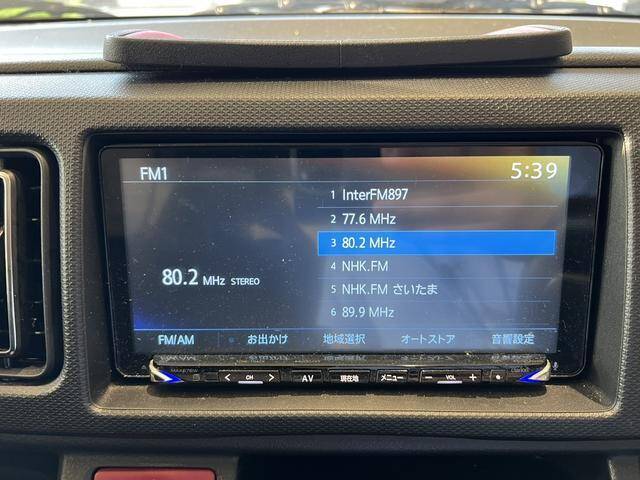 FM1
5:39
1 InterFM897
2 77.6 MHz
3 80.2 MHz
4 NHK.FM
5 NHK.FM さいたま
6 89.9 MHz
80.2 MHz STEREO
FM/AM お出かけ 地域選択 オートストア 音響設定
< CH > AV 現在地 メニュー − VOL + clarion